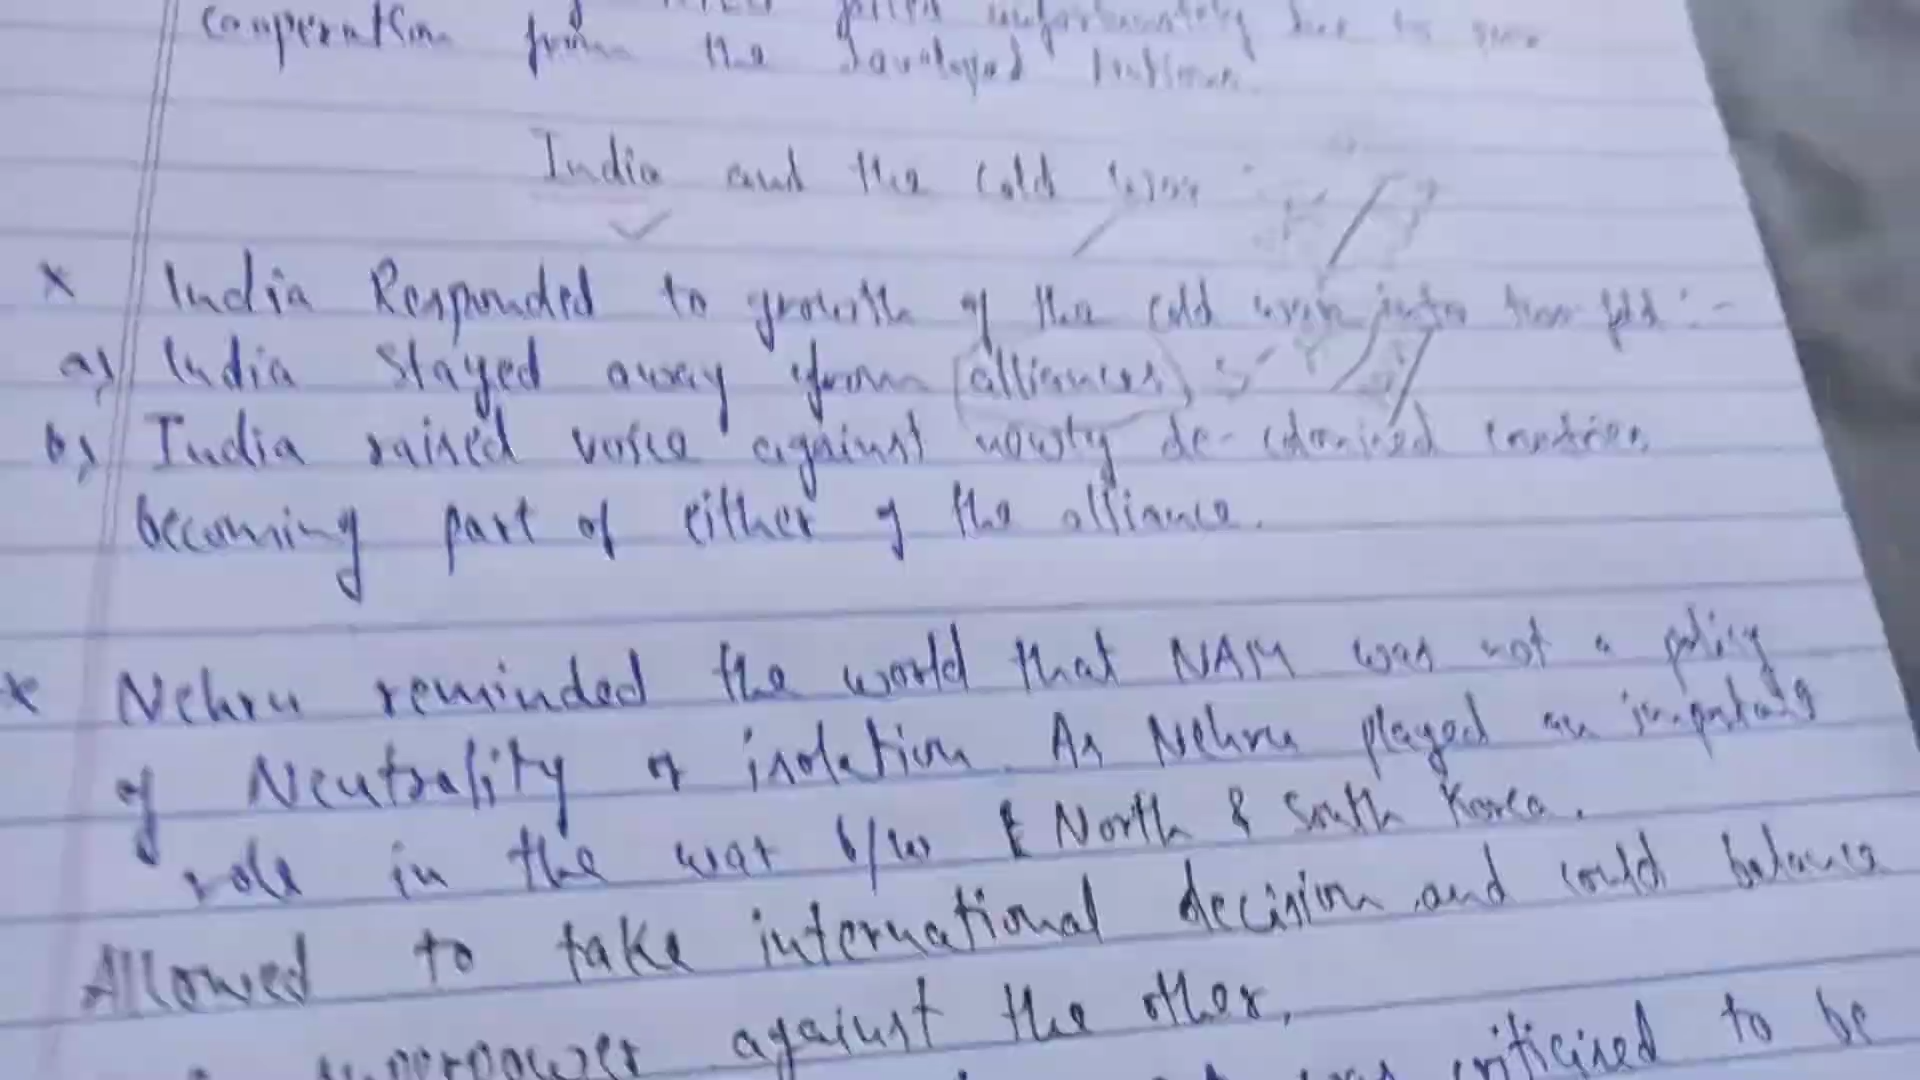 cooperation from the developed nations.
India and the cold war
x India Responded to growth of the cold war into two fold :-
a) India stayed away from alliances
b) India raised voice against newly de-colonised countries
becoming part of either of the alliance.
x Nehru reminded the world that NAM was not a policy
of Neutrality or isolation. As Nehru played an important
role in the war b/w North & South Korea.
Allowed to take international decision and could balance
superpower against the other.
was criticised to be